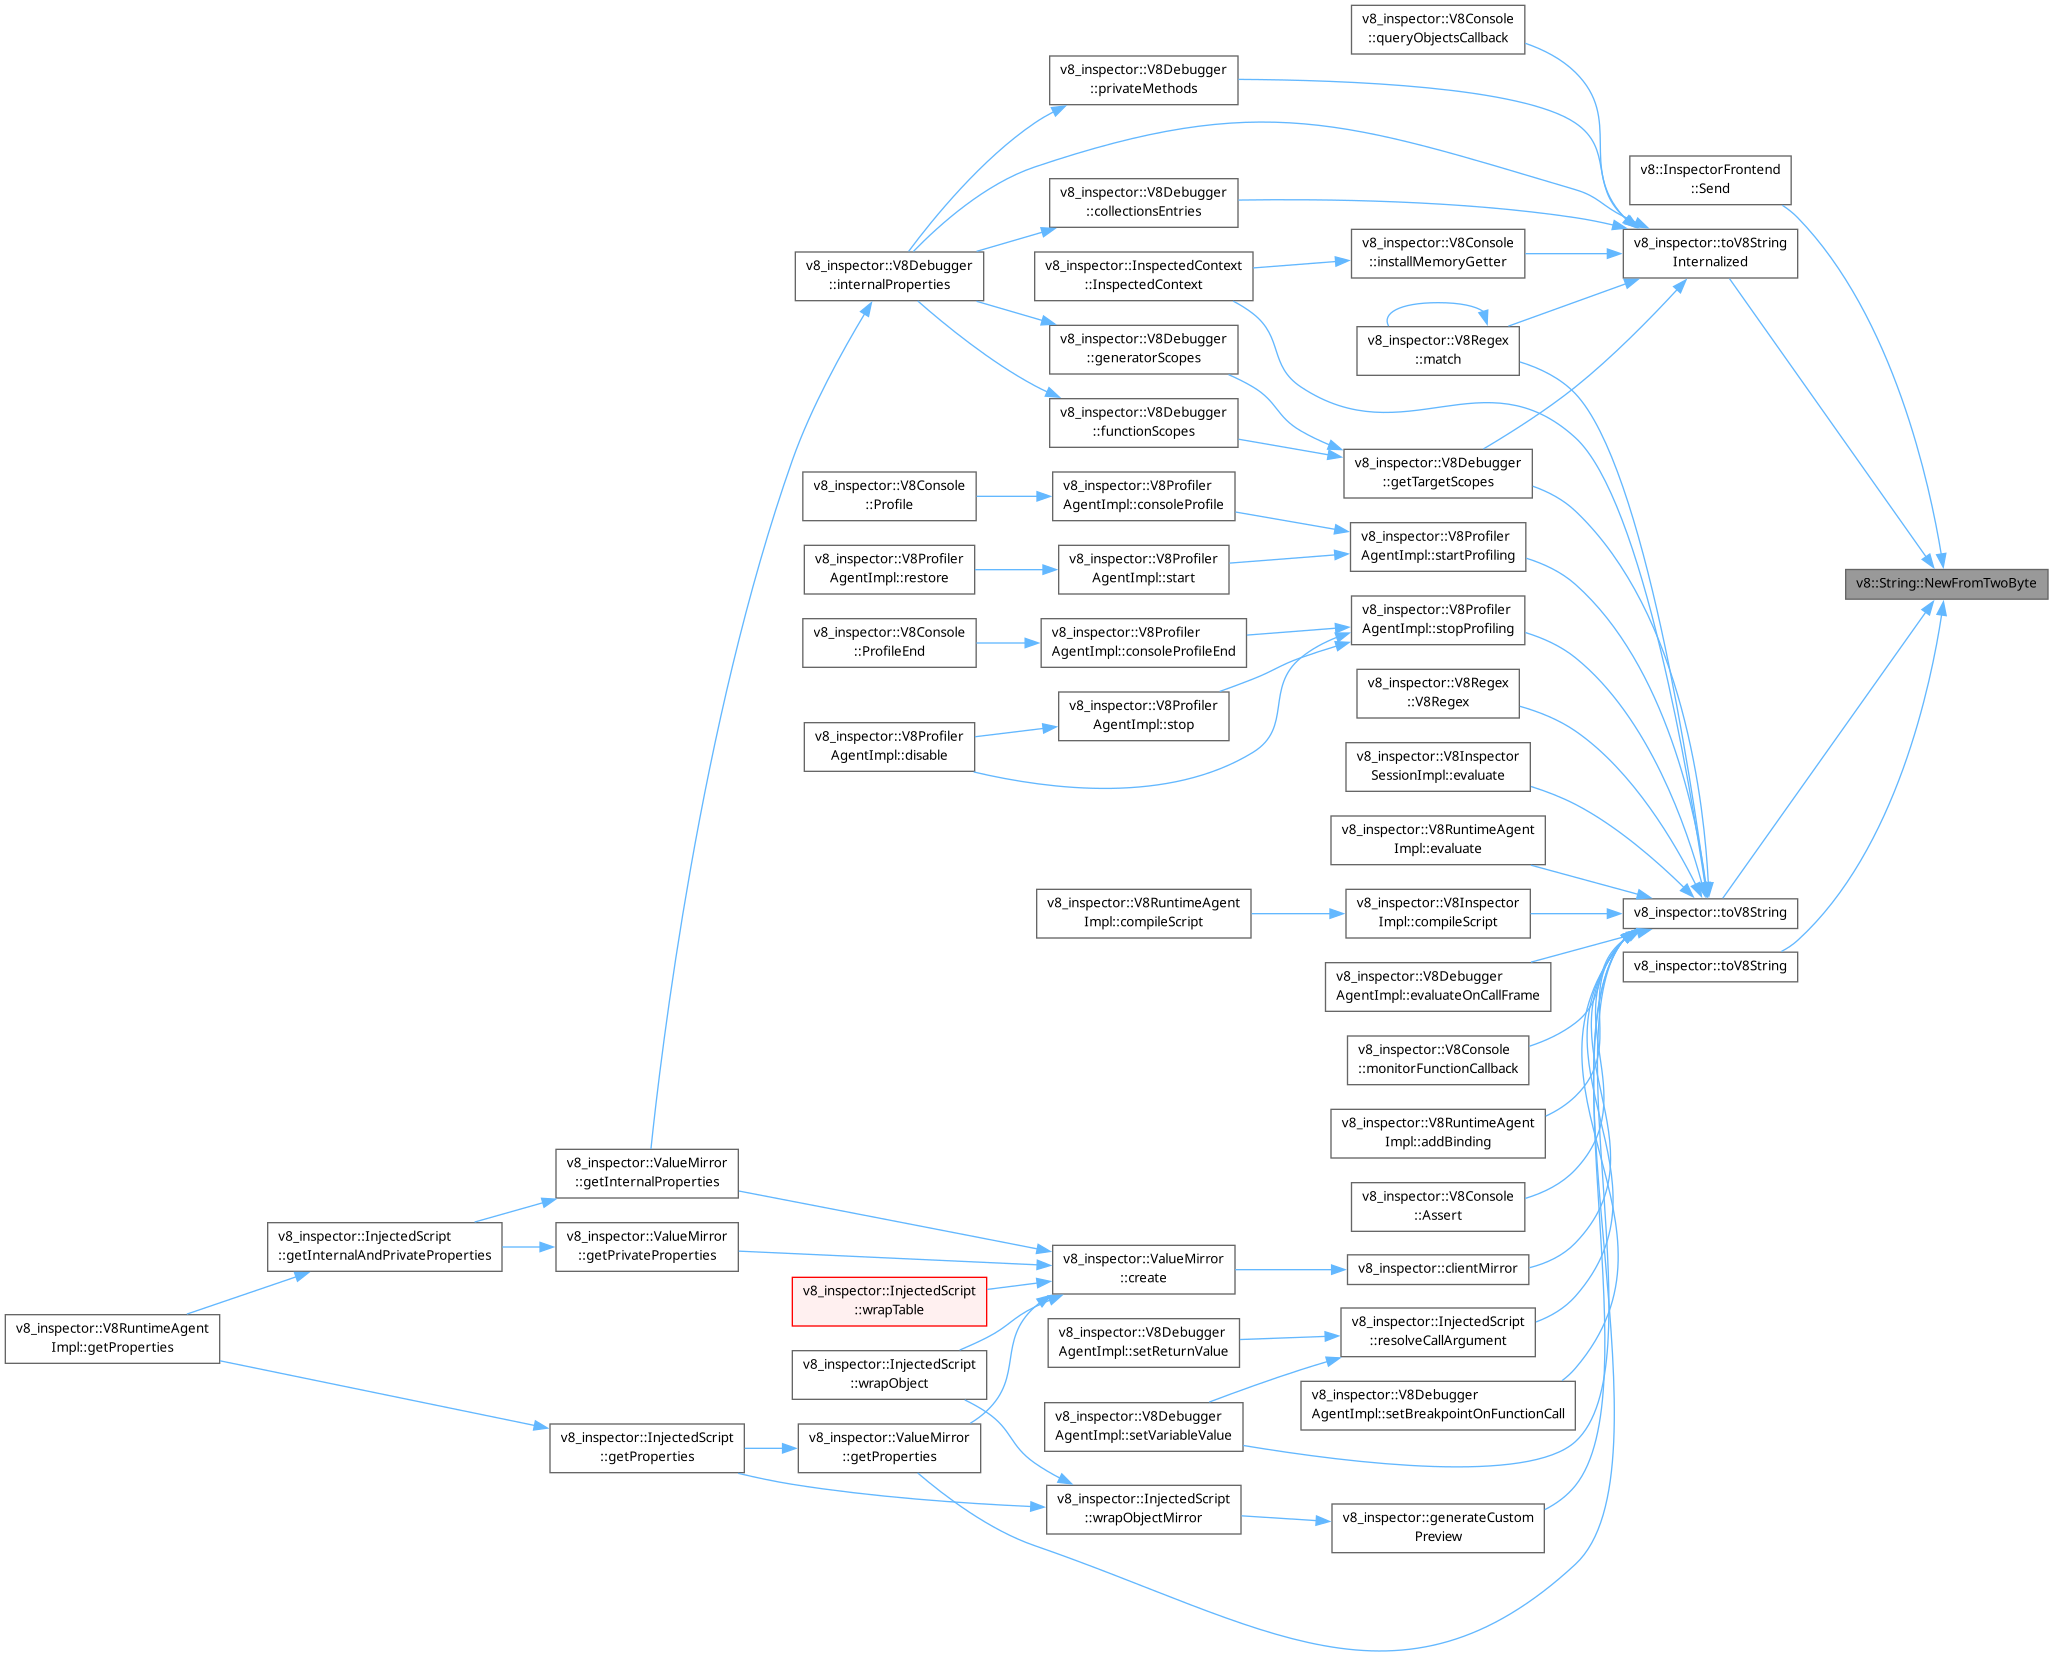 v8_inspector::V8Console
::queryObjectsCallback
v8_inspector::V8Debugger
::privateMethods
v8::InspectorFrontend
::Send
v8_inspector::V8Debugger
::collectionsEntries
v8_inspector::toV8String
Internalized
v8_inspector::V8Console
::installMemoryGetter
v8_inspector::V8Debugger
::internalProperties
v8_inspector::InspectedContext
::InspectedContext
v8_inspector::V8Debugger
::generatorScopes
v8_inspector::V8Regex
::match
v8_inspector::V8Debugger
::functionScopes
v8_inspector::V8Debugger
::getTargetScopes
v8_inspector::V8Console
::Profile
v8_inspector::V8Profiler
AgentImpl::consoleProfile
v8_inspector::V8Profiler
AgentImpl::startProfiling
v8_inspector::V8Profiler
AgentImpl::restore
v8_inspector::V8Profiler
AgentImpl::start
v8::String::NewFromTwoByte
v8_inspector::V8Profiler
AgentImpl::stopProfiling
v8_inspector::V8Console
::ProfileEnd
v8_inspector::V8Profiler
AgentImpl::consoleProfileEnd
v8_inspector::V8Regex
::V8Regex
v8_inspector::V8Profiler
AgentImpl::stop
v8_inspector::V8Profiler
AgentImpl::disable
v8_inspector::V8Inspector
SessionImpl::evaluate
v8_inspector::V8RuntimeAgent
Impl::evaluate
v8_inspector::V8RuntimeAgent
Impl::compileScript
v8_inspector::V8Inspector
Impl::compileScript
v8_inspector::toV8String
v8_inspector::toV8String
v8_inspector::V8Debugger
AgentImpl::evaluateOnCallFrame
v8_inspector::V8Console
::monitorFunctionCallback
v8_inspector::V8RuntimeAgent
Impl::addBinding
v8_inspector::ValueMirror
::getInternalProperties
v8_inspector::V8Console
::Assert
v8_inspector::InjectedScript
::getInternalAndPrivateProperties
v8_inspector::ValueMirror
::getPrivateProperties
v8_inspector::ValueMirror
::create
v8_inspector::clientMirror
v8_inspector::InjectedScript
::wrapTable
v8_inspector::V8RuntimeAgent
Impl::getProperties
v8_inspector::V8Debugger
AgentImpl::setReturnValue
v8_inspector::InjectedScript
::resolveCallArgument
v8_inspector::InjectedScript
::wrapObject
v8_inspector::V8Debugger
AgentImpl::setBreakpointOnFunctionCall
v8_inspector::V8Debugger
AgentImpl::setVariableValue
v8_inspector::InjectedScript
::getProperties
v8_inspector::ValueMirror
::getProperties
v8_inspector::InjectedScript
::wrapObjectMirror
v8_inspector::generateCustom
Preview